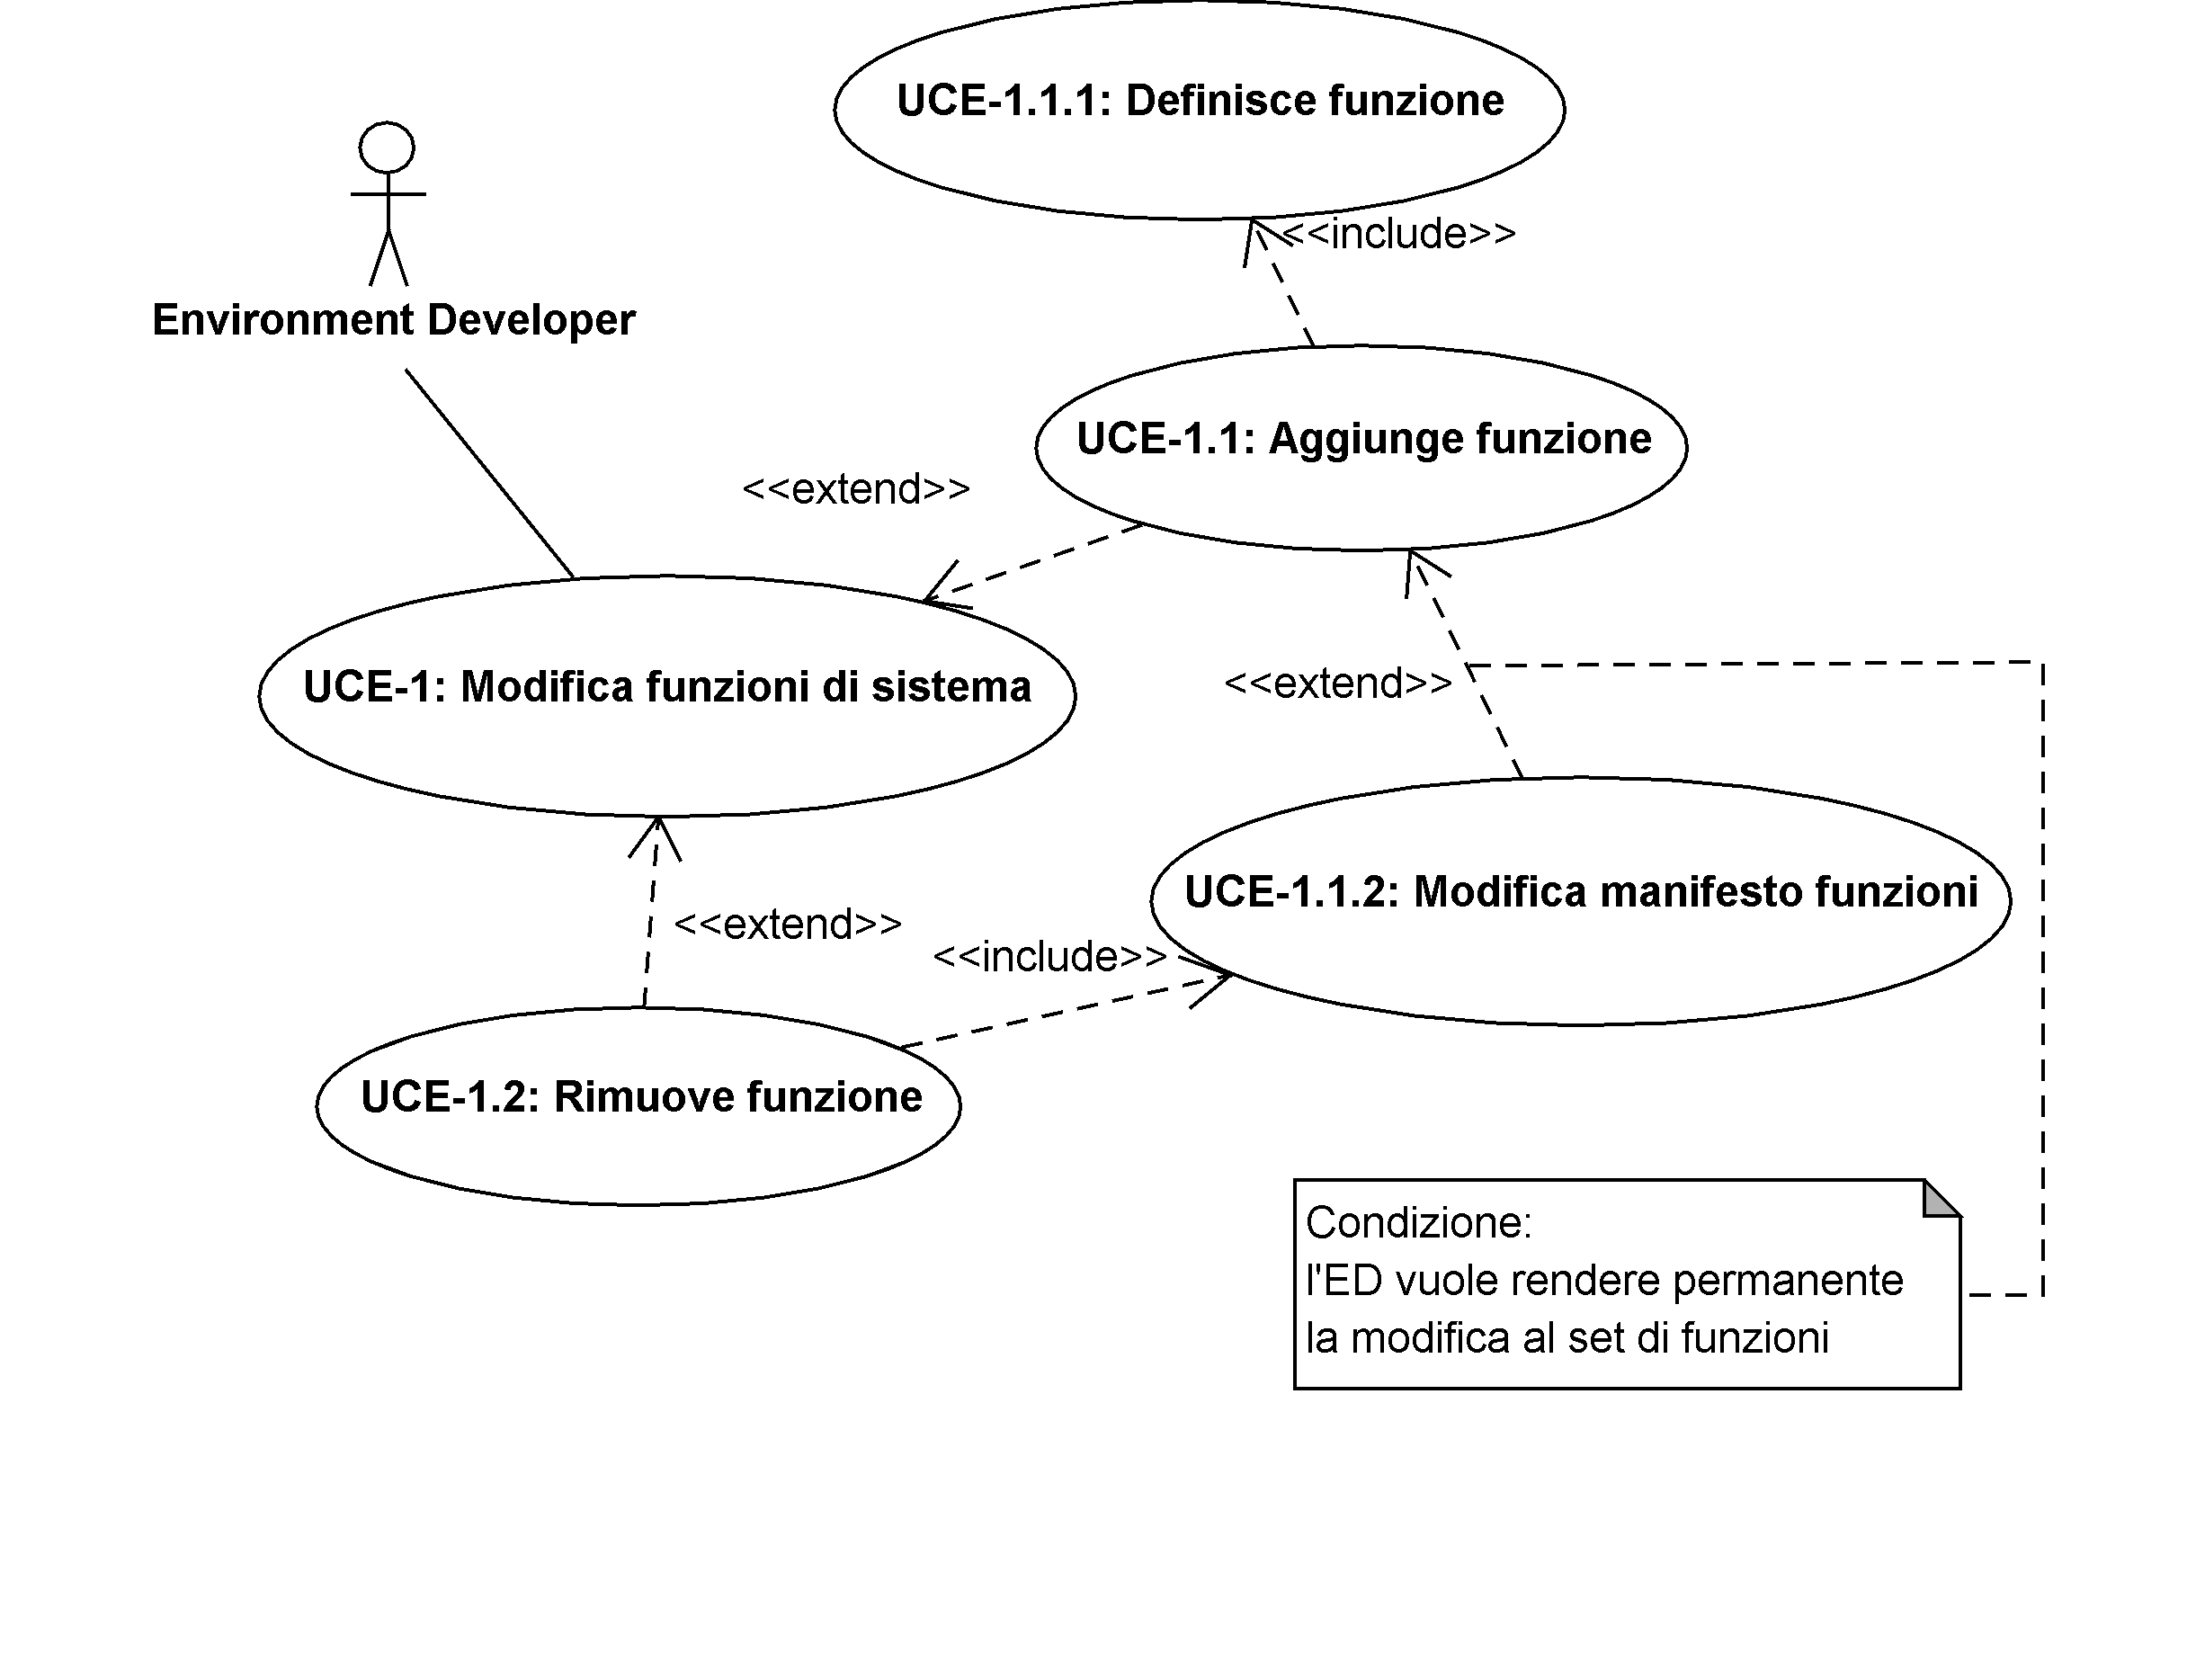 UCE-1.1.1: Definisce funzione
<<include>>
Environment Developer
UCE-1.1: Aggiunge funzione
<<extend>>
UCE-1: Modifica funzioni di sistema
<<extend>>
UCE-1.1.2: Modifica manifesto funzioni
<<extend>>
<<include>>
UCE-1.2: Rimuove funzione
Condizione:
l'ED vuole rendere permanente
la modifica al set di funzioni